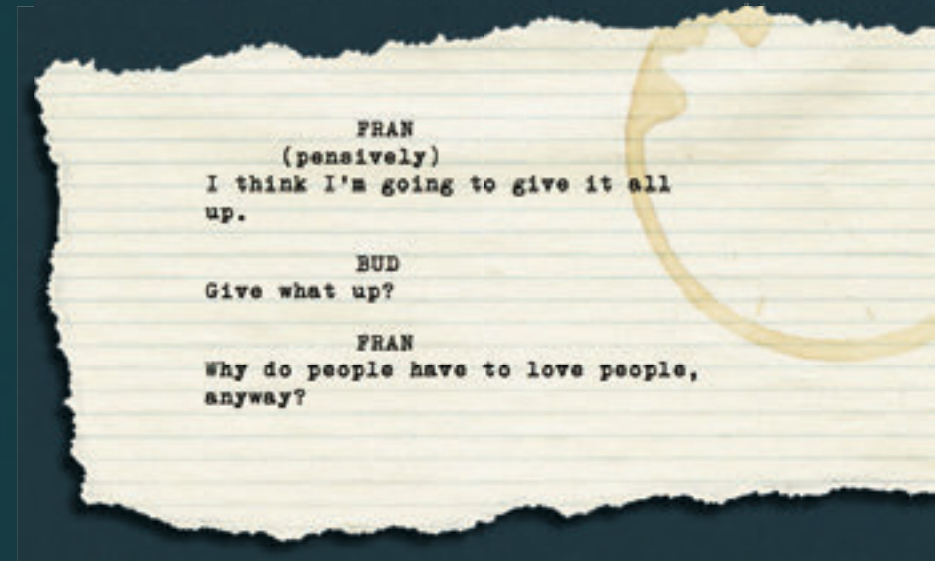 FRAN
(pensively)
I think I'm going to give it all
up.
BUD
Give what up?
FRAN
Why do people have to love people,
anyway?